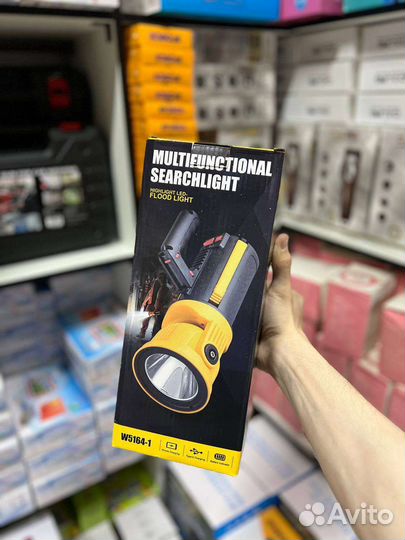 MULTIFUNCTIONAL
SEARCHLIGHT
HIGHLIGHT LED-
FLOOD LIGHT
W5164-1
Avito